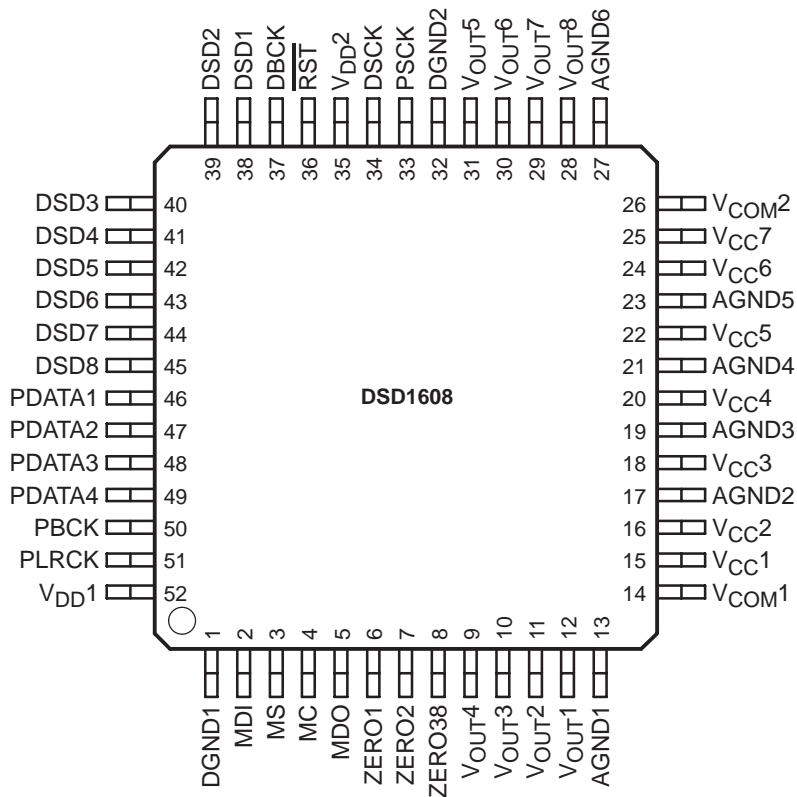 DSD2
DSD1
DBCK
RST
VDD2
DSCK
PSCK
DGND2
VOUT5
VOUT6
VOUT7
VOUT8
AGND6
39 38 37 36 35 34 33 32 31 30 29 28 27
DSD3 40 26 VCOM2
DSD4 41 25 VCC7
DSD5 42 24 VCC6
DSD6 43 23 AGND5
DSD7 44 22 VCC5
DSD8 45 21 AGND4
PDATA1 46 DSD1608 20 VCC4
PDATA2 47 19 AGND3
PDATA3 48 18 VCC3
PDATA4 49 17 AGND2
PBCK 50 16 VCC2
PLRCK 51 15 VCC1
VDD1 52 14 VCOM1
1 2 3 4 5 6 7 8 9 10 11 12 13
DGND1
MDI
MS
MC
MDO
ZERO1
ZERO2
ZERO38
VOUT4
VOUT3
VOUT2
VOUT1
AGND1